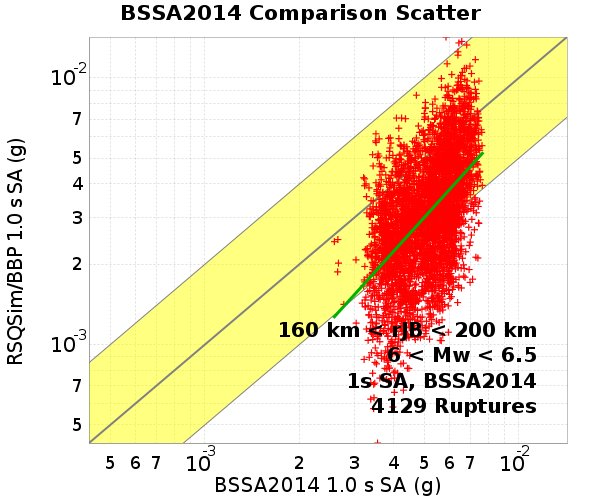 BSSA2014 Comparison Scatter
RSQSim/BBP 1.0 s SA (g)
10-2
7
5
4
3
2
10-3
7
5
160 km < rJB < 200 km
6 < Mw < 6.5
1s SA, BSSA2014
4129 Ruptures
5 6 7 10-3 2 3 4 5 6 7 10-2
BSSA2014 1.0 s SA (g)